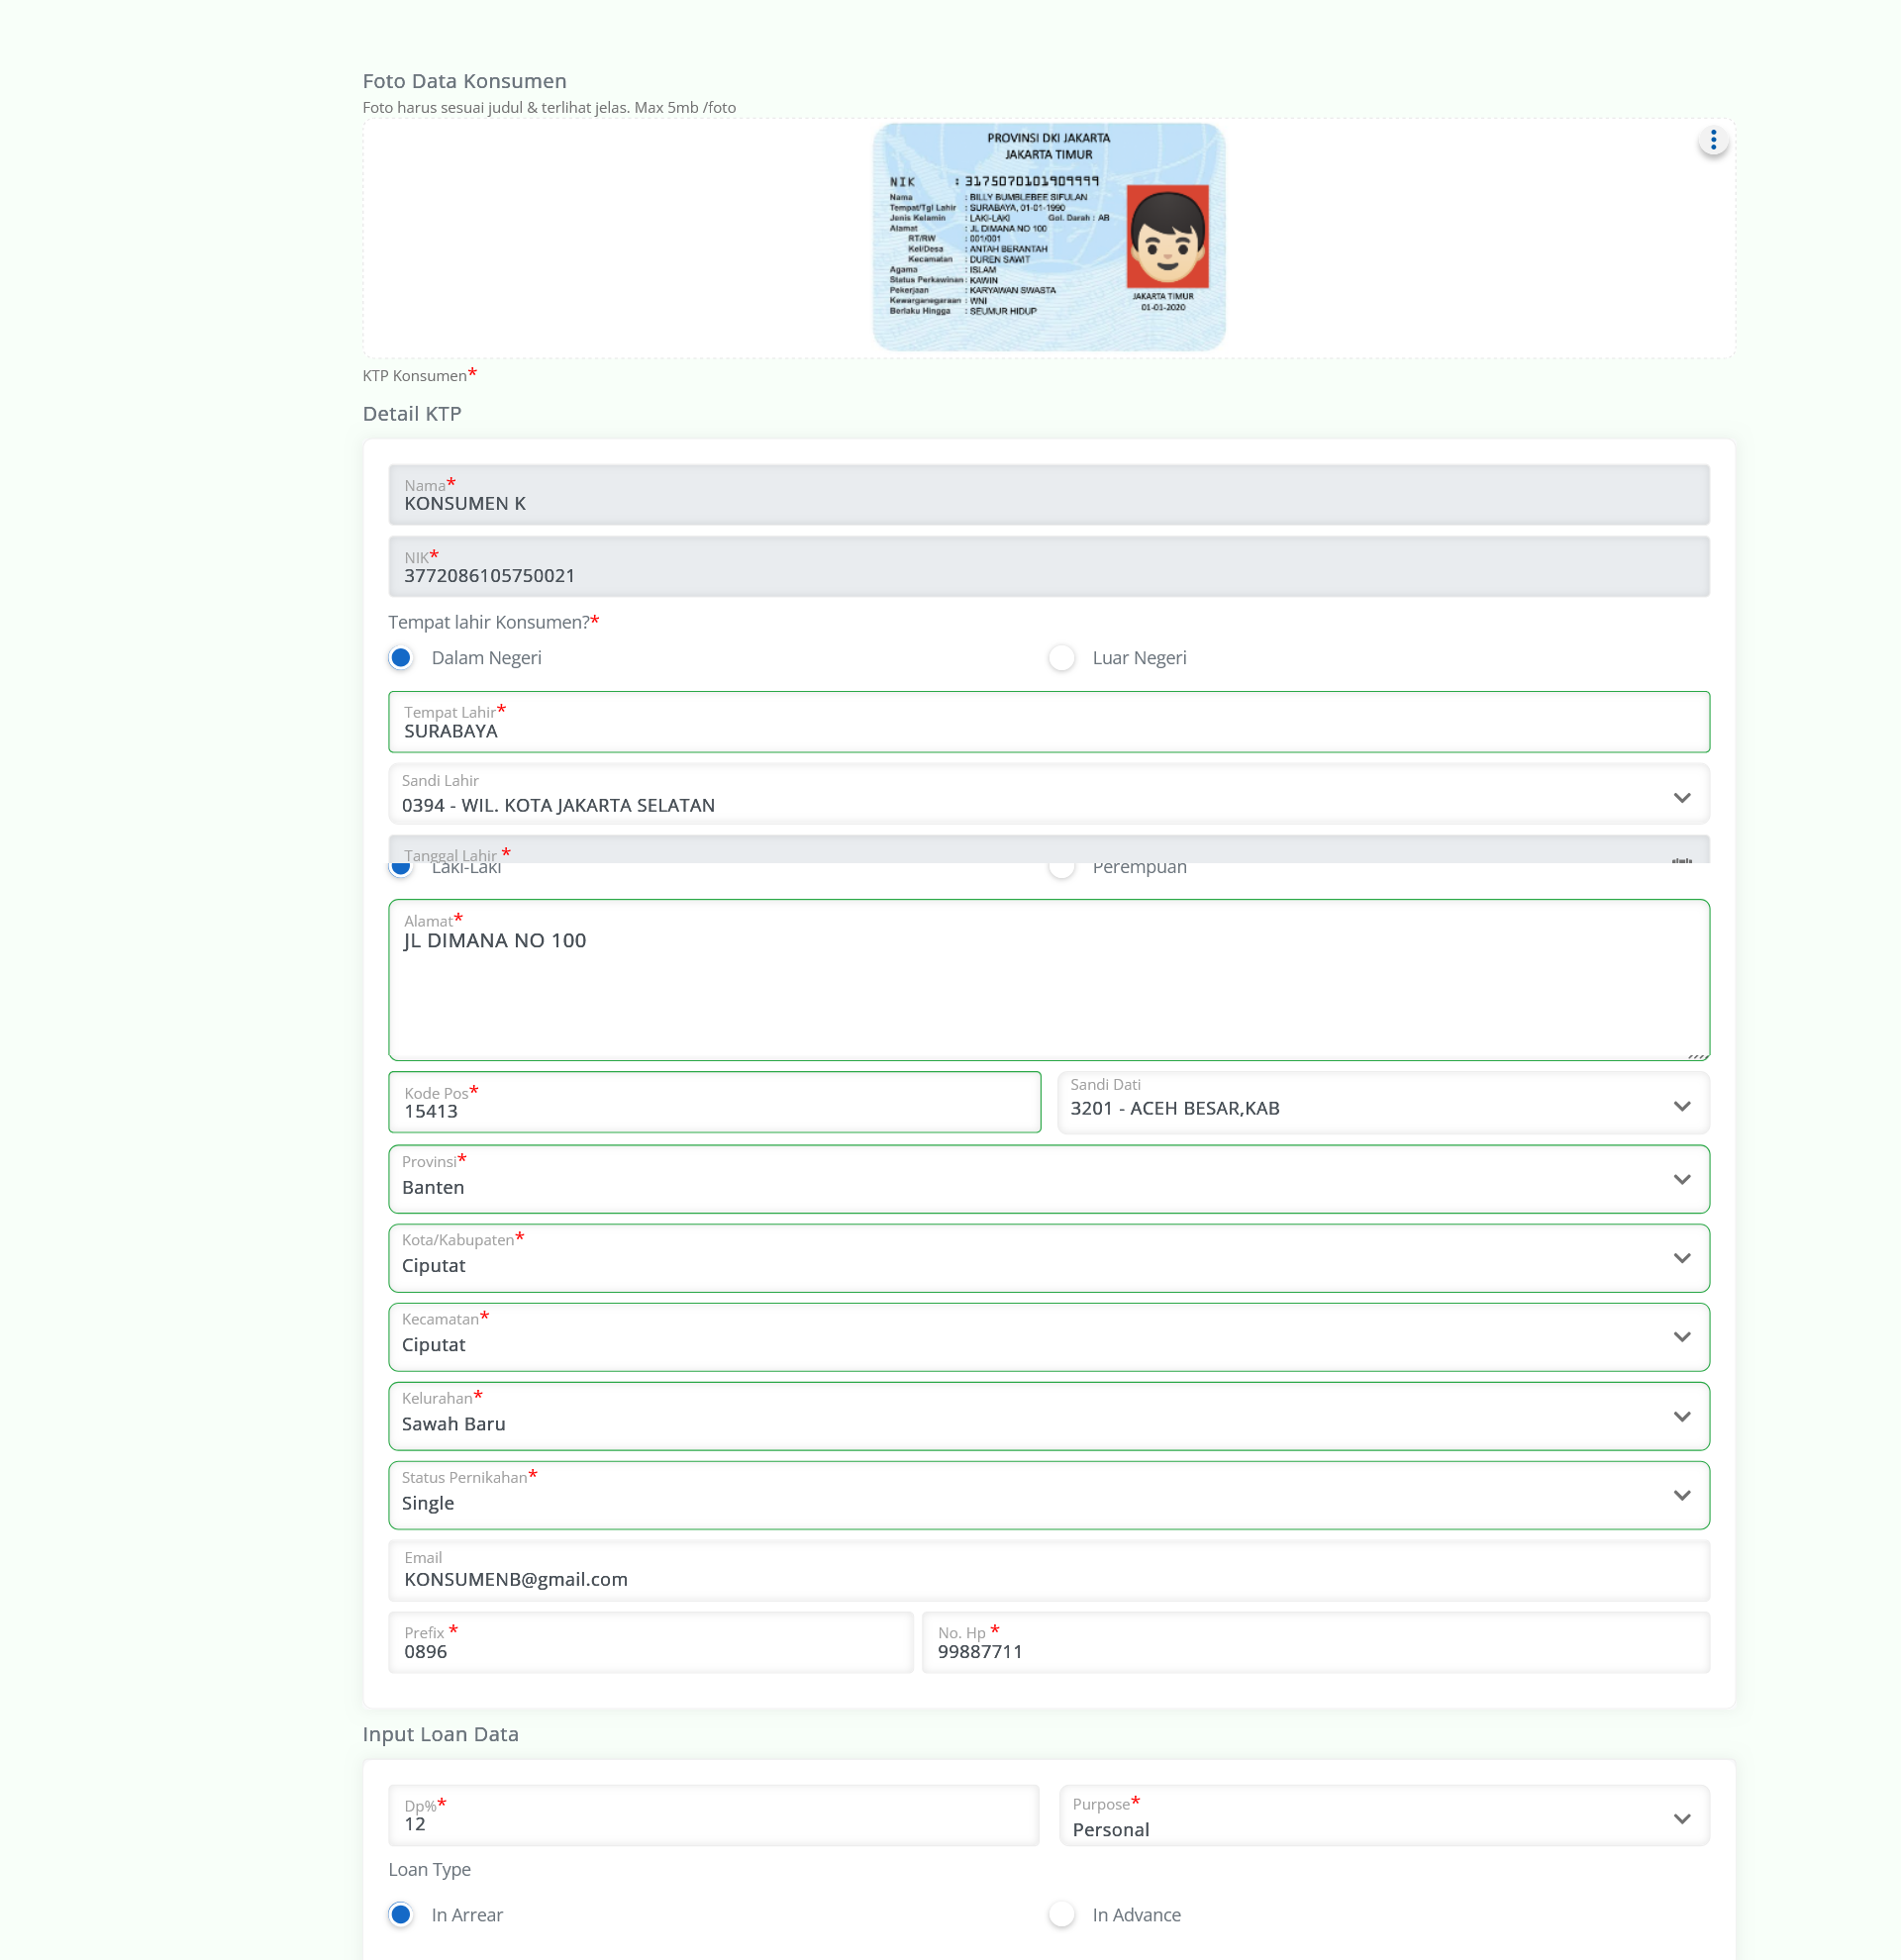 Foto Data Konsumen
Foto harus sesuai judul & terlihat jelas. Max 5mb /foto
PROVINSI DKI JAKARTA
JAKARTA TIMUR
NIK : 3175070101909999
Nama : BILLY BUMBLEBEE SIFULAN
Tempat/Tgl Lahir : SURABAYA, 01-01-1990
Jenis Kelamin : LAKI-LAKI Gol. Darah : AB
Alamat : JL DIMANA NO 100
RT/RW : 001/001
Kel/Desa : ANTAH BERANTAH
Kecamatan : DUREN SAWIT
Agama : ISLAM
Status Perkawinan : KAWIN
Pekerjaan : KARYAWAN SWASTA
Kewarganegaraan : WNI
Berlaku Hingga : SEUMUR HIDUP
JAKARTA TIMUR
01-01-2020
KTP Konsumen*
Detail KTP
Nama*
KONSUMEN K
NIK*
3772086105750021
Tempat lahir Konsumen?*
Dalam Negeri Luar Negeri
Tempat Lahir*
SURABAYA
Sandi Lahir
0394 - WIL. KOTA JAKARTA SELATAN
Tanggal Lahir *
Laki-Laki Perempuan
Alamat*
JL DIMANA NO 100
Kode Pos*
15413
Sandi Dati
3201 - ACEH BESAR,KAB
Provinsi*
Banten
Kota/Kabupaten*
Ciputat
Kecamatan*
Ciputat
Kelurahan*
Sawah Baru
Status Pernikahan*
Single
Email
KONSUMENB@gmail.com
Prefix *
0896
No. Hp *
99887711
Input Loan Data
Dp%*
12
Purpose*
Personal
Loan Type
In Arrear In Advance